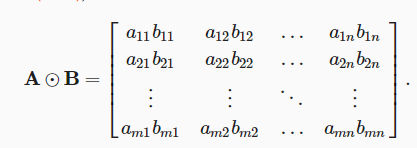 A ⊙ B = [ a₁₁b₁₁ a₁₂b₁₂ … a₁ₙb₁ₙ
a₂₁b₂₁ a₂₂b₂₂ … a₂ₙb₂ₙ
⋮ ⋮ ⋱ ⋮
aₘ₁bₘ₁ aₘ₂bₘ₂ … aₘₙbₘₙ ] .